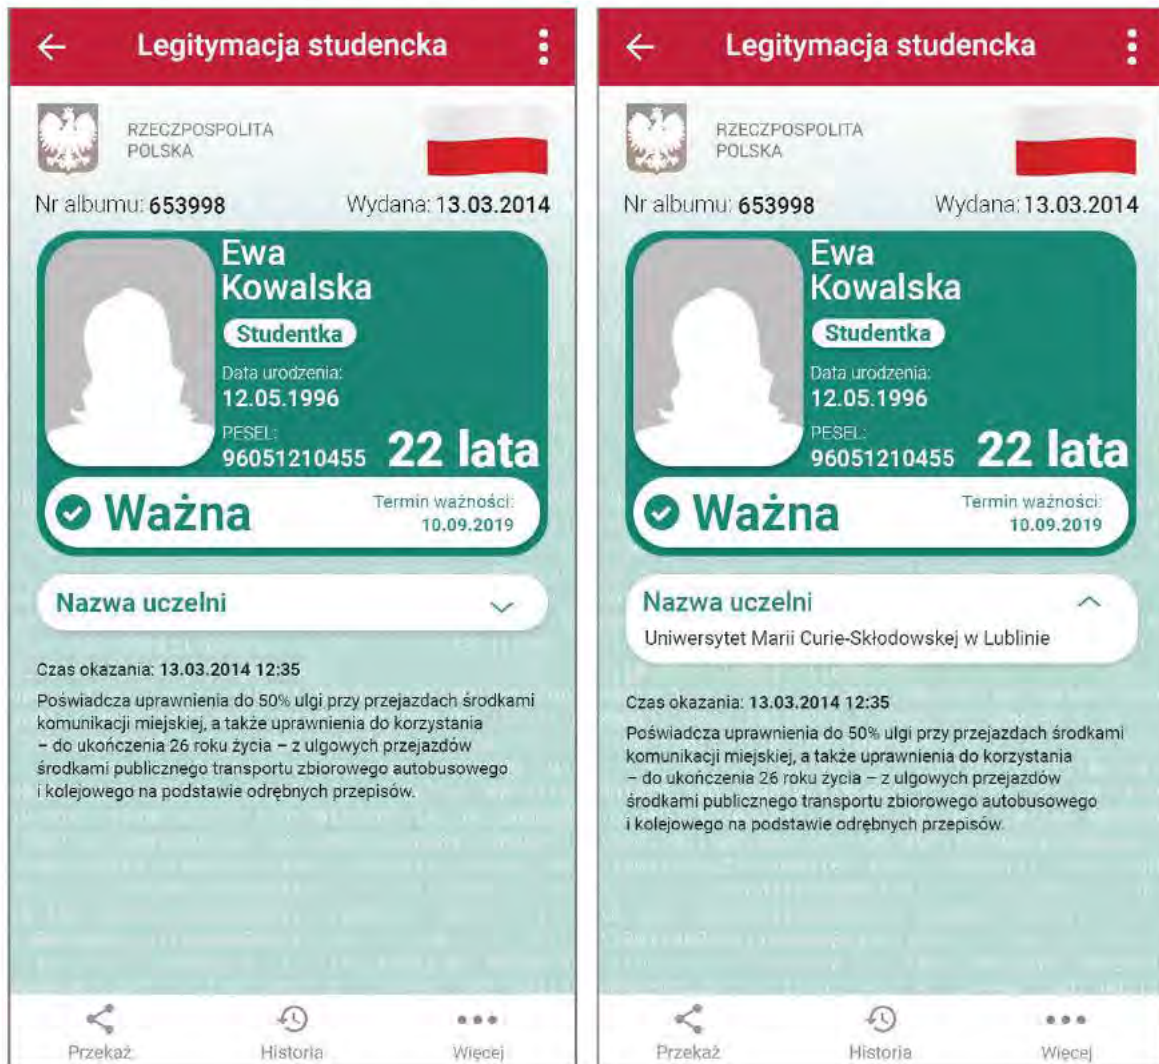 Legitymacja studencka
RZECZPOSPOLITA
POLSKA
Nr albumu: 653998
Wydana: 13.03.2014
Ewa
Kowalska
Studentka
Data urodzenia:
12.05.1996
PESEL:
96051210455
22 lata
Ważna
Termin ważności:
10.09.2019
Nazwa uczelni
Czas okazania: 13.03.2014 12:35
Poświadcza uprawnienia do 50% ulgi przy przejazdach środkami
komunikacji miejskiej, a także uprawnienia do korzystania
– do ukończenia 26 roku życia – z ulgowych przejazdów
środkami publicznego transportu zbiorowego autobusowego
i kolejowego na podstawie odrębnych przepisów.
Przekaż
Historia
Więcej
Legitymacja studencka
RZECZPOSPOLITA
POLSKA
Nr albumu: 653998
Wydana: 13.03.2014
Ewa
Kowalska
Studentka
Data urodzenia:
12.05.1996
PESEL:
96051210455
22 lata
Ważna
Termin ważności:
10.09.2019
Nazwa uczelni
Uniwersytet Marii Curie-Skłodowskej w Lublinie
Czas okazania: 13.03.2014 12:35
Poświadcza uprawnienia do 50% ulgi przy przejazdach środkami
komunikacji miejskiej, a także uprawnienia do korzystania
– do ukończenia 26 roku życia – z ulgowych przejazdów
środkami publicznego transportu zbiorowego autobusowego
i kolejowego na podstawie odrębnych przepisów.
Przekaż
Historia
Więcej